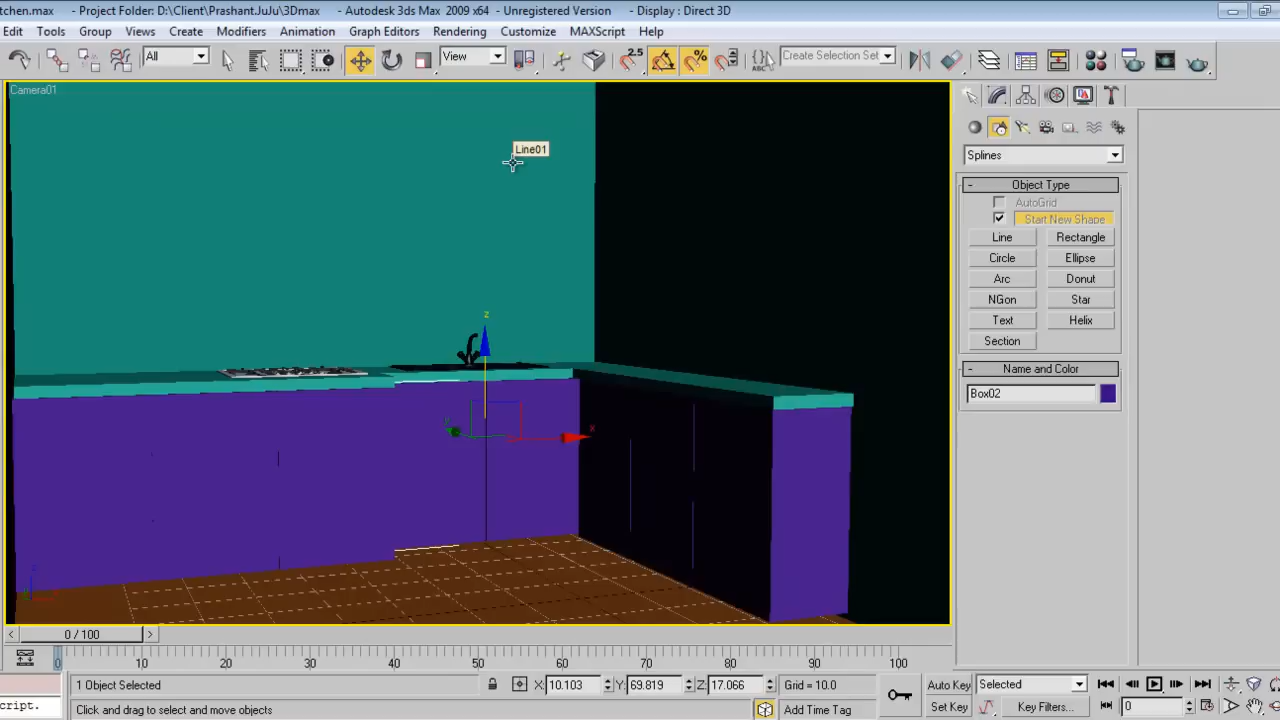 tchen.max - Project Folder: D:\Client\Prashant.JuJu\3Dmax - Autodesk 3ds Max 2009 x64 - Unregistered Version - Display : Direct 3D
Edit Tools Group Views Create Modifiers Animation Graph Editors Rendering Customize MAXScript Help
All View 2.5 ABC Create Selection Set
Camera01
Line01
Splines
- Object Type
AutoGrid
Start New Shape
Line Rectangle
Circle Ellipse
Arc Donut
NGon Star
Text Helix
Section
- Name and Color
Box02
z
x
< 0 / 100 >
0 10 20 30 40 50 60 70 80 90 100
1 Object Selected X: 10.103 Y: 69.819 Z: 17.066 Grid = 10.0 Auto Key Selected
cript. Click and drag to select and move objects Add Time Tag Set Key Key Filters... 0